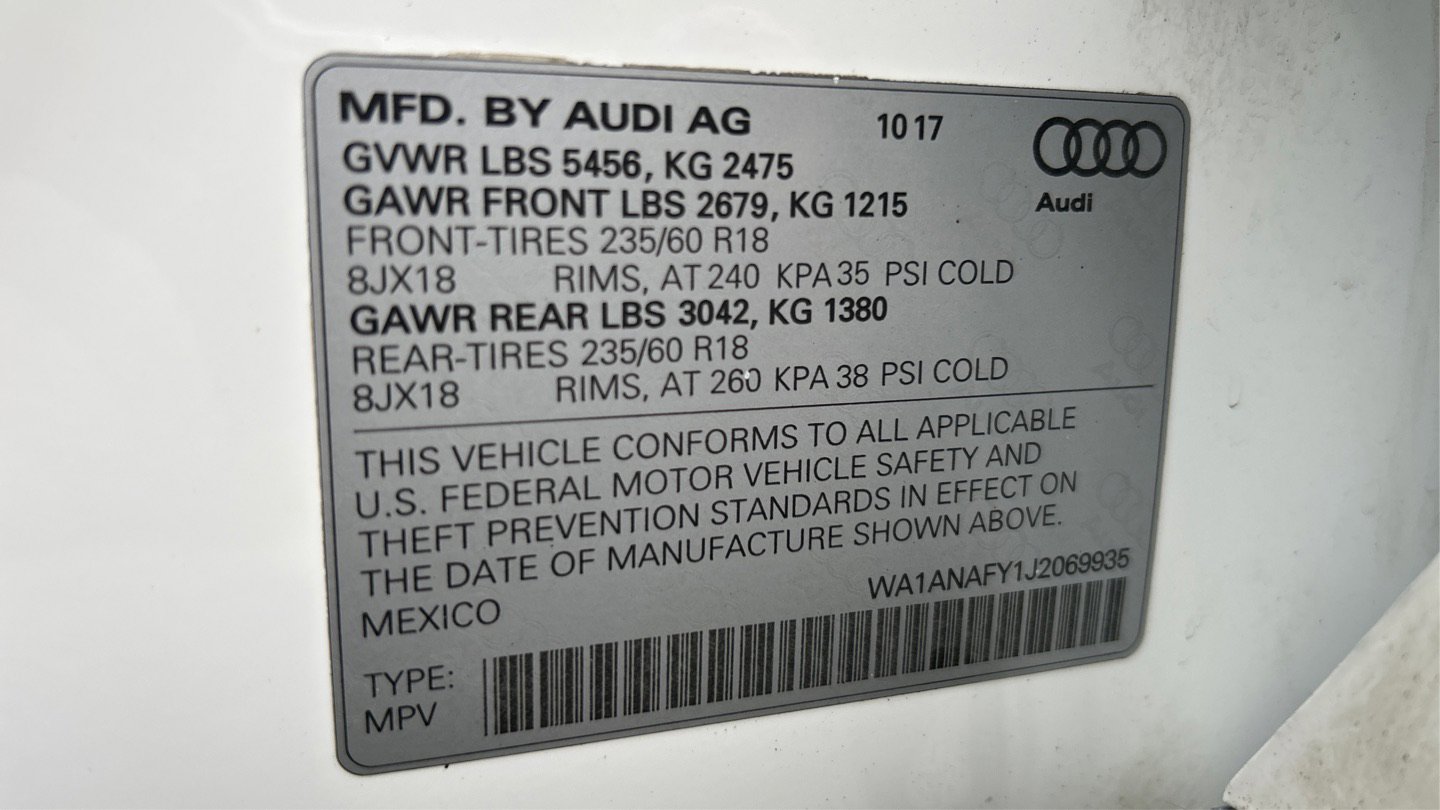 MFD. BY AUDI AG 10 17
GVWR LBS 5456, KG 2475
GAWR FRONT LBS 2679, KG 1215
Audi
FRONT-TIRES 235/60 R18
8JX18 RIMS, AT 240 KPA 35 PSI COLD
GAWR REAR LBS 3042, KG 1380
REAR-TIRES 235/60 R18
8JX18 RIMS, AT 260 KPA 38 PSI COLD
THIS VEHICLE CONFORMS TO ALL APPLICABLE
U.S. FEDERAL MOTOR VEHICLE SAFETY AND
THEFT PREVENTION STANDARDS IN EFFECT ON
THE DATE OF MANUFACTURE SHOWN ABOVE.
MEXICO WA1ANAFY1J2069935
TYPE:
MPV